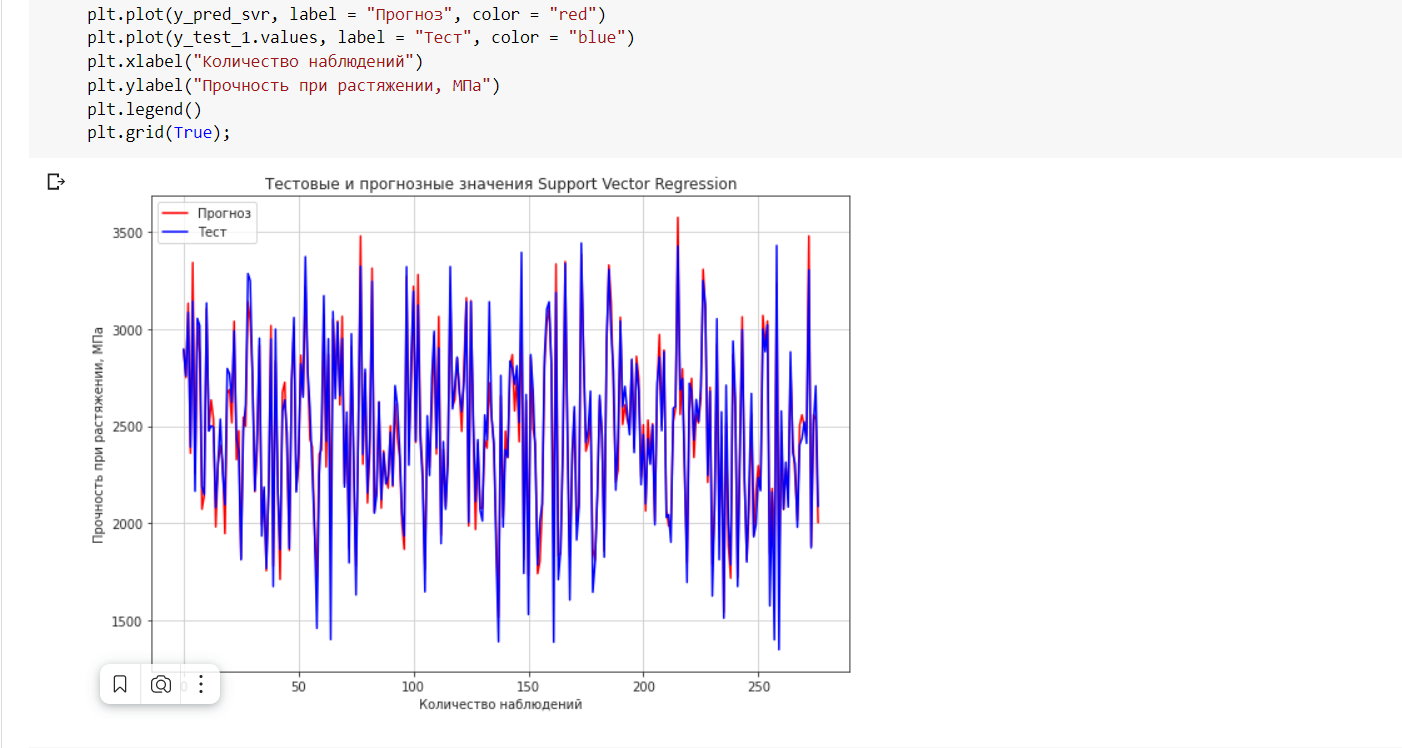 plt.plot(y_pred_svr, label = "Прогноз", color = "red")
plt.plot(y_test_1.values, label = "Тест", color = "blue")
plt.xlabel("Количество наблюдений")
plt.ylabel("Прочность при растяжении, МПа")
plt.legend()
plt.grid(True);
Тестовые и прогнозные значения Support Vector Regression
Прогноз
Тест
3500
3000
2500
2000
1500
Прочность при растяжении, МПа
0
50
100
150
200
250
Количество наблюдений